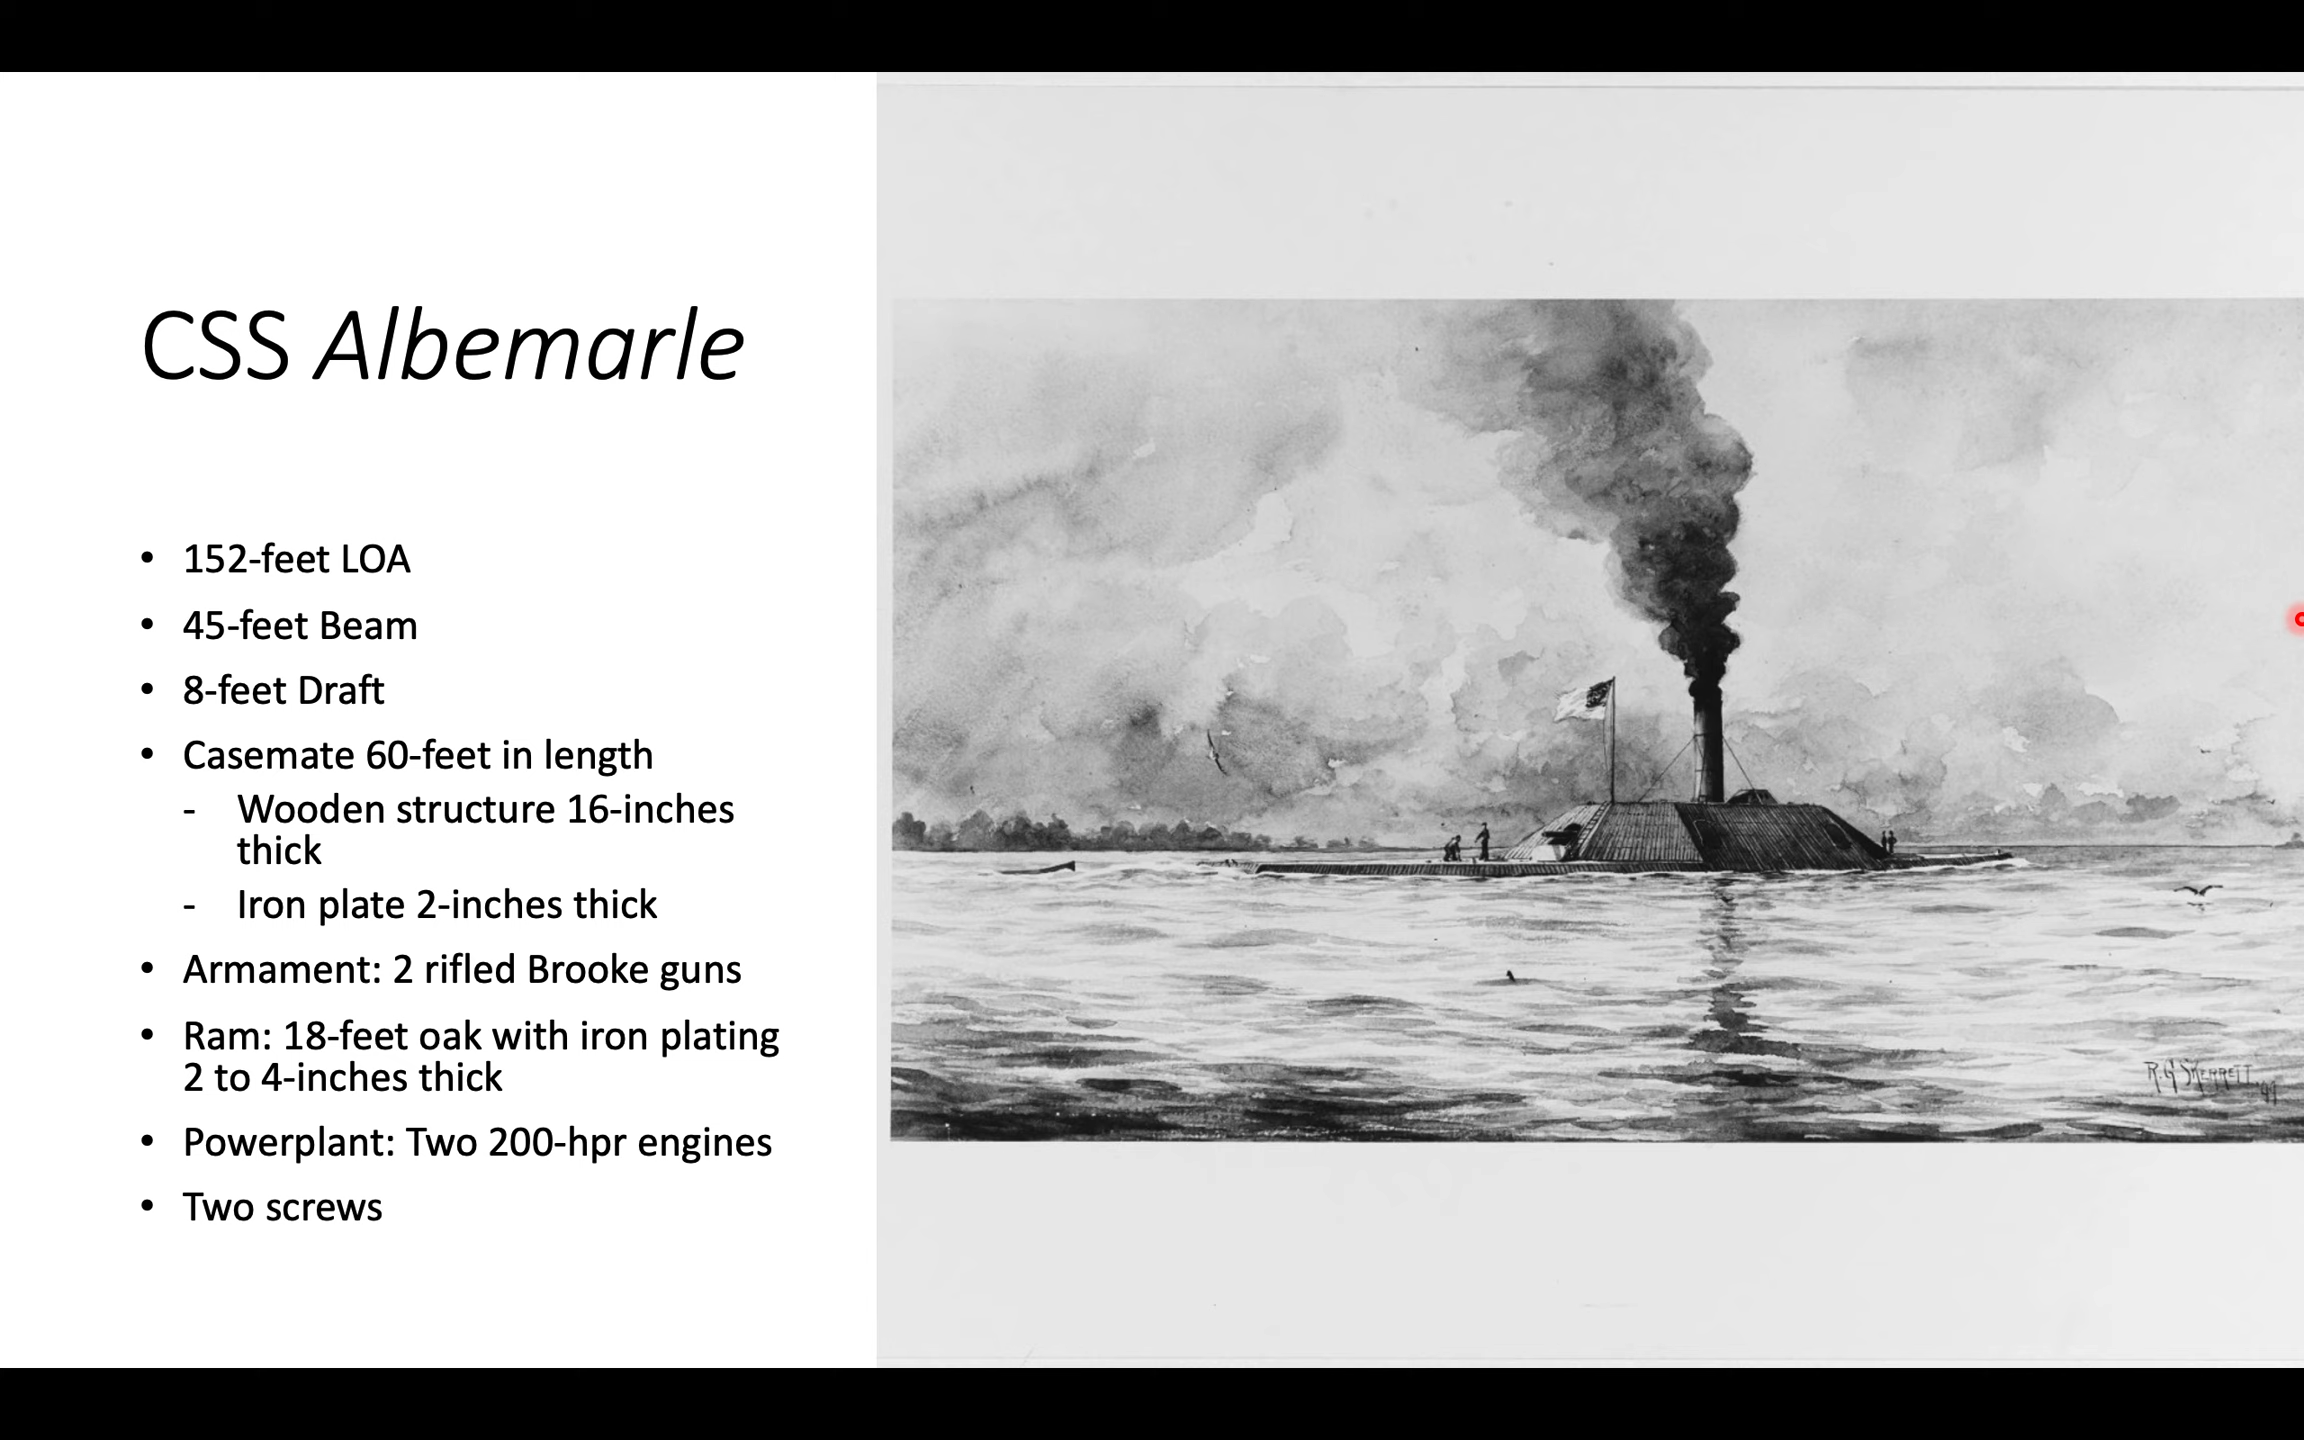 CSS Albemarle
• 152-feet LOA
• 45-feet Beam
• 8-feet Draft
• Casemate 60-feet in length
- Wooden structure 16-inches
thick
- Iron plate 2-inches thick
• Armament: 2 rifled Brooke guns
• Ram: 18-feet oak with iron plating
2 to 4-inches thick
• Powerplant: Two 200-hpr engines
• Two screws
R.G SKERRETT